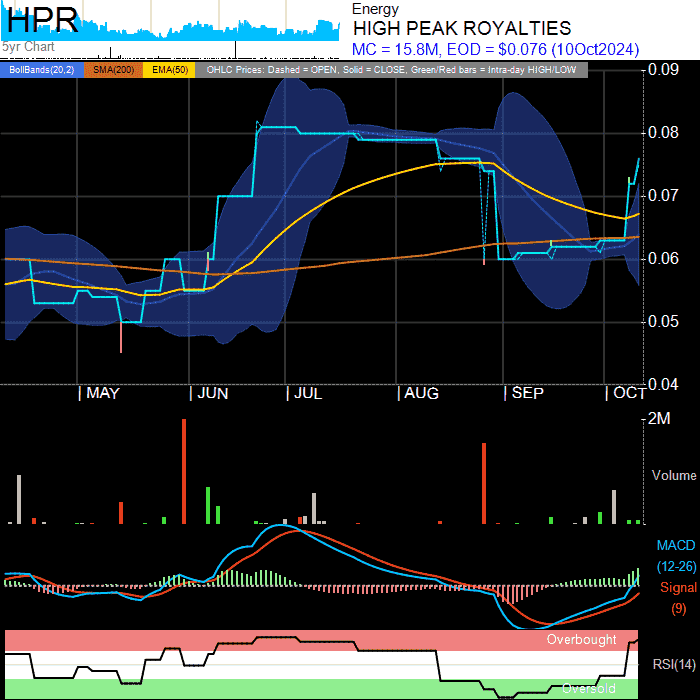 HPR
5yr Chart
Energy
HIGH PEAK ROYALTIES
MC = 15.8M, EOD = $0.076 (10Oct2024)
BollBands(20,2) SMA(200) EMA(50) OHLC Prices: Dashed = OPEN, Solid = CLOSE, Green/Red bars = Intra-day HIGH/LOW
0.09
0.08
0.07
0.06
0.05
0.04
| MAY | JUN | JUL | AUG | SEP | OCT
2M
Volume
MACD
(12-26)
Signal
(9)
Overbought
RSI(14)
Oversold